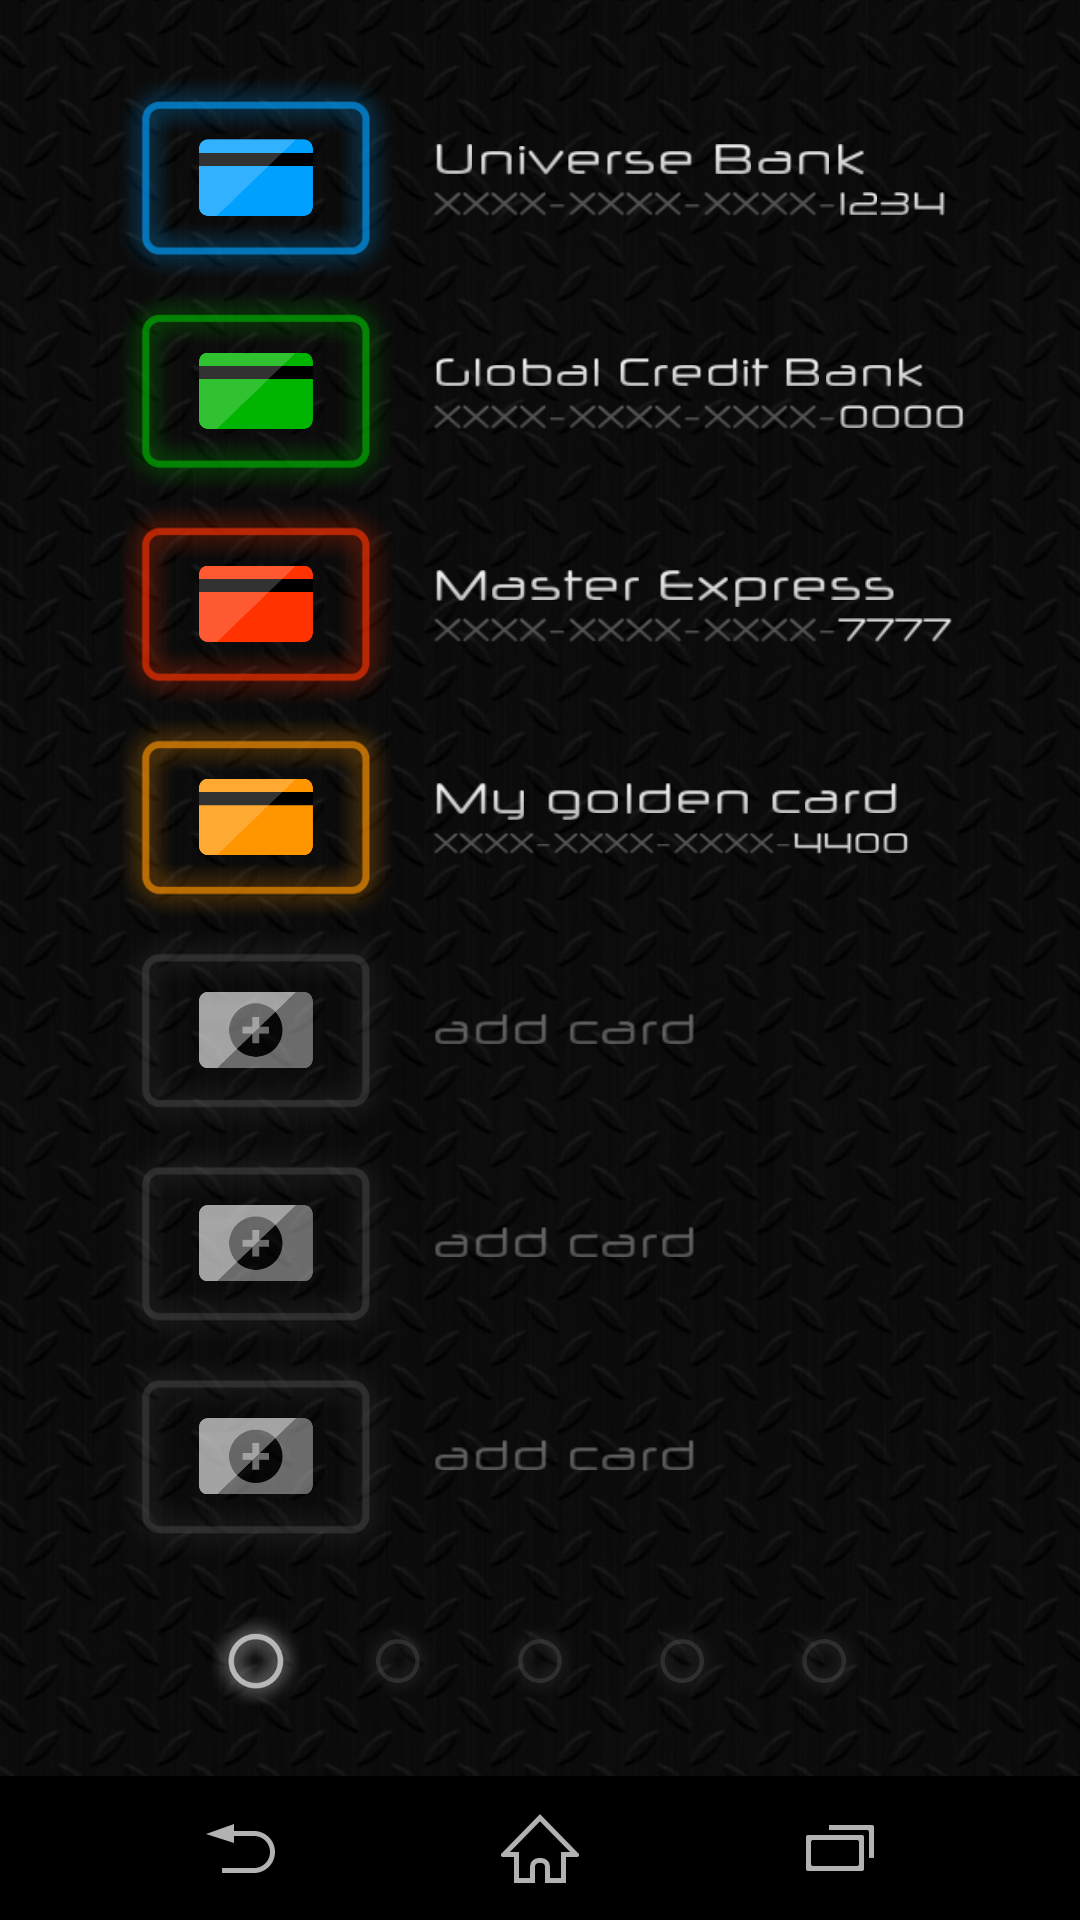 Universe Bank
XXXX-XXXX-XXXX-1234
Global Credit Bank
XXXX-XXXX-XXXX-0000
Master Express
XXXX-XXXX-XXXX-7777
My golden card
XXXX-XXXX-XXXX-4400
add card
add card
add card